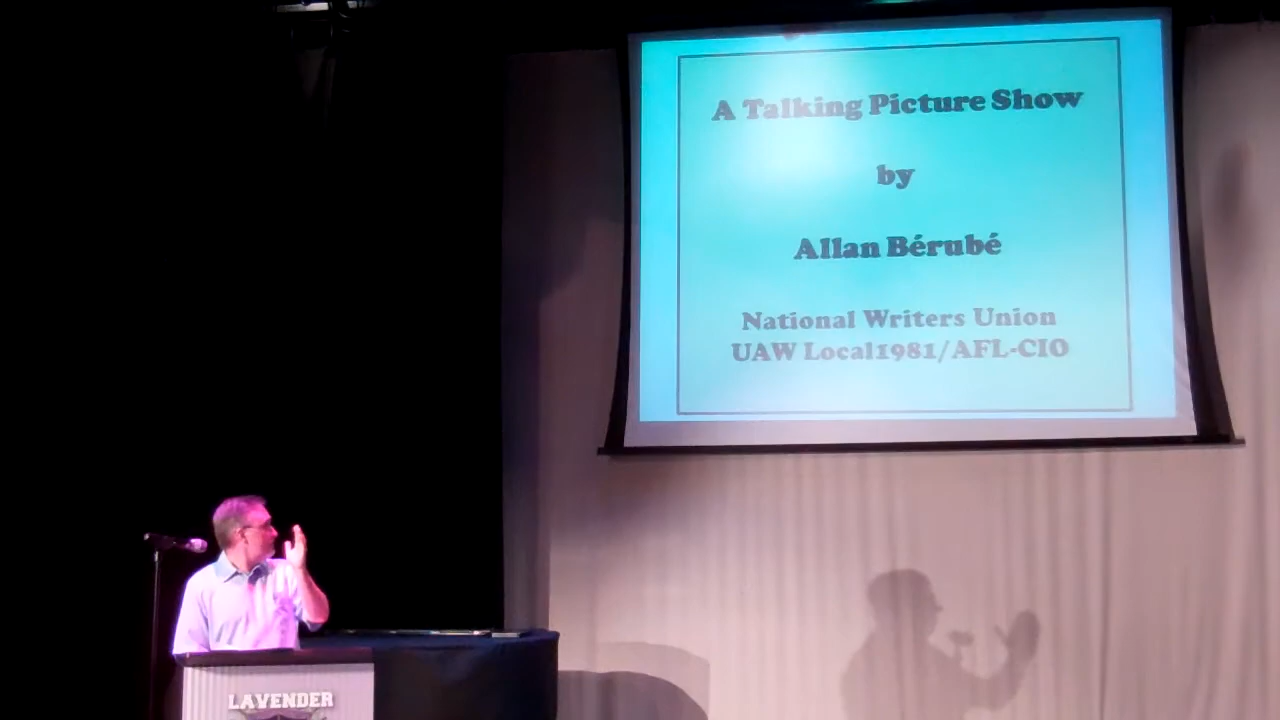 A Talking Picture Show
by
Allan Bérubé
National Writers Union
UAW Local1981/AFL-CIO
LAVENDER